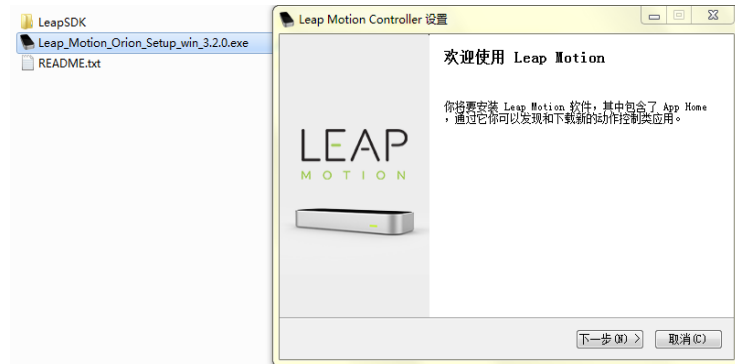 LeapSDK
Leap_Motion_Orion_Setup_win_3.2.0.exe
README.txt
Leap Motion Controller 设置
欢迎使用 Leap Motion
你将要安装 Leap Motion 软件，其中包含了 App Home
，通过它你可以发现和下载新的动作控制类应用。
LEAP
MOTION
下一步(N) >
取消(C)